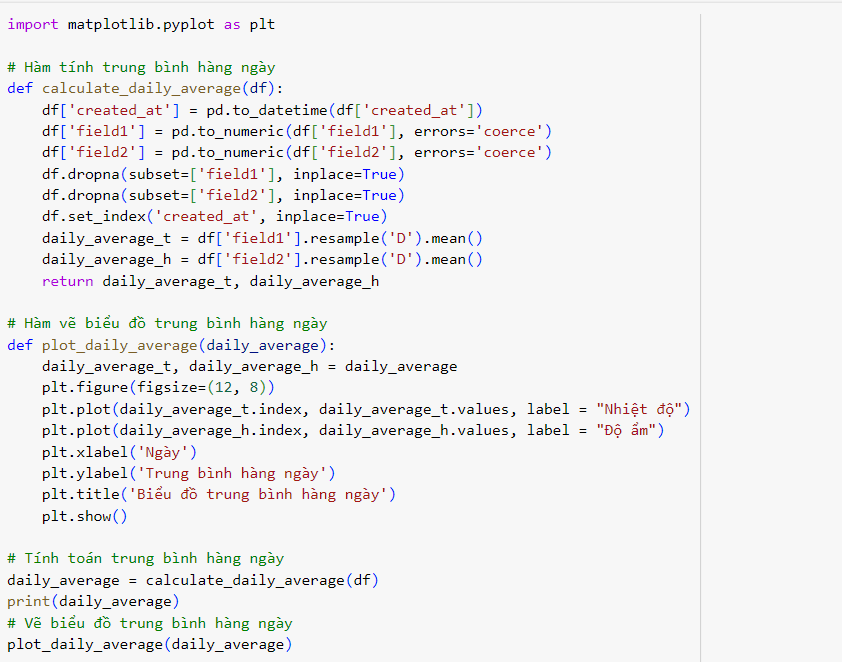 import matplotlib.pyplot as plt
# Hàm tính trung bình hàng ngày
def calculate_daily_average(df):
    df['created_at'] = pd.to_datetime(df['created_at'])
    df['field1'] = pd.to_numeric(df['field1'], errors='coerce')
    df['field2'] = pd.to_numeric(df['field2'], errors='coerce')
    df.dropna(subset=['field1'], inplace=True)
    df.dropna(subset=['field2'], inplace=True)
    df.set_index('created_at', inplace=True)
    daily_average_t = df['field1'].resample('D').mean()
    daily_average_h = df['field2'].resample('D').mean()
    return daily_average_t, daily_average_h
# Hàm vẽ biểu đồ trung bình hàng ngày
def plot_daily_average(daily_average):
    daily_average_t, daily_average_h = daily_average
    plt.figure(figsize=(12, 8))
    plt.plot(daily_average_t.index, daily_average_t.values, label = "Nhiệt độ")
    plt.plot(daily_average_h.index, daily_average_h.values, label = "Độ ẩm")
    plt.xlabel('Ngày')
    plt.ylabel('Trung bình hàng ngày')
    plt.title('Biểu đồ trung bình hàng ngày')
    plt.show()
# Tính toán trung bình hàng ngày
daily_average = calculate_daily_average(df)
print(daily_average)
# Vẽ biểu đồ trung bình hàng ngày
plot_daily_average(daily_average)